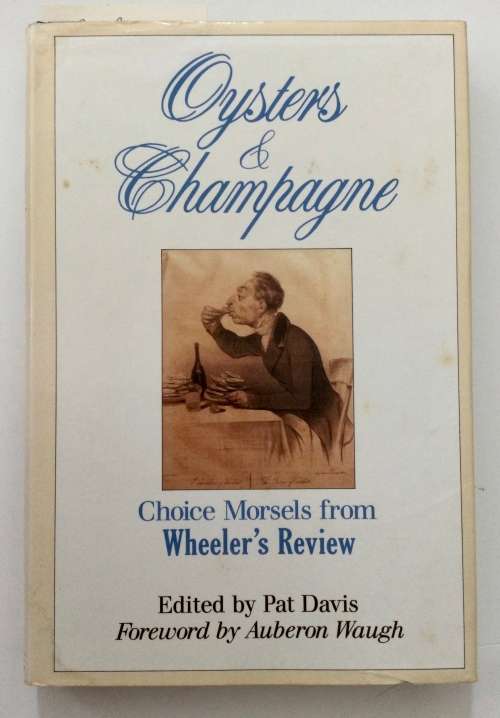 Oysters
&
Champagne
Choice Morsels from
Wheeler's Review
Edited by Pat Davis
Foreword by Auberon Waugh